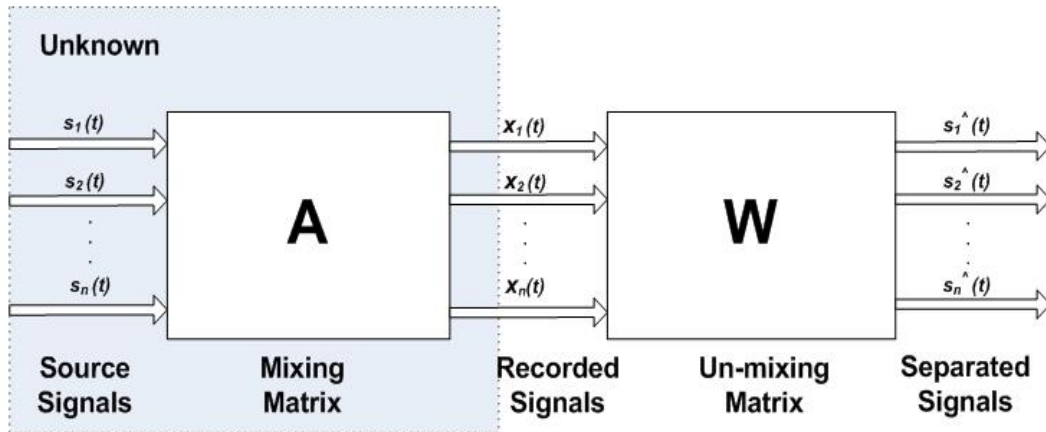 Unknown
s1(t)
x1(t)
s1^(t)
s2(t)
x2(t)
s2^(t)
A
W
.
.
.
.
.
.
.
.
.
sn(t)
xn(t)
sn^(t)
Source
Signals
Mixing
Matrix
Recorded
Signals
Un-mixing
Matrix
Separated
Signals